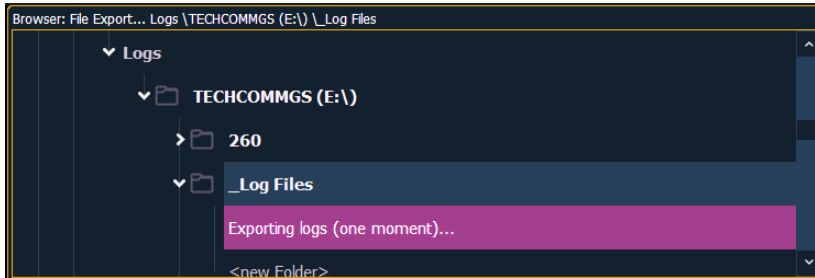 Browser: File Export... Logs \TECHCOMMGS (E:\) \_Log Files
Logs
TECHCOMMGS (E:\)
260
_Log Files
Exporting logs (one moment)...
<new Folder>